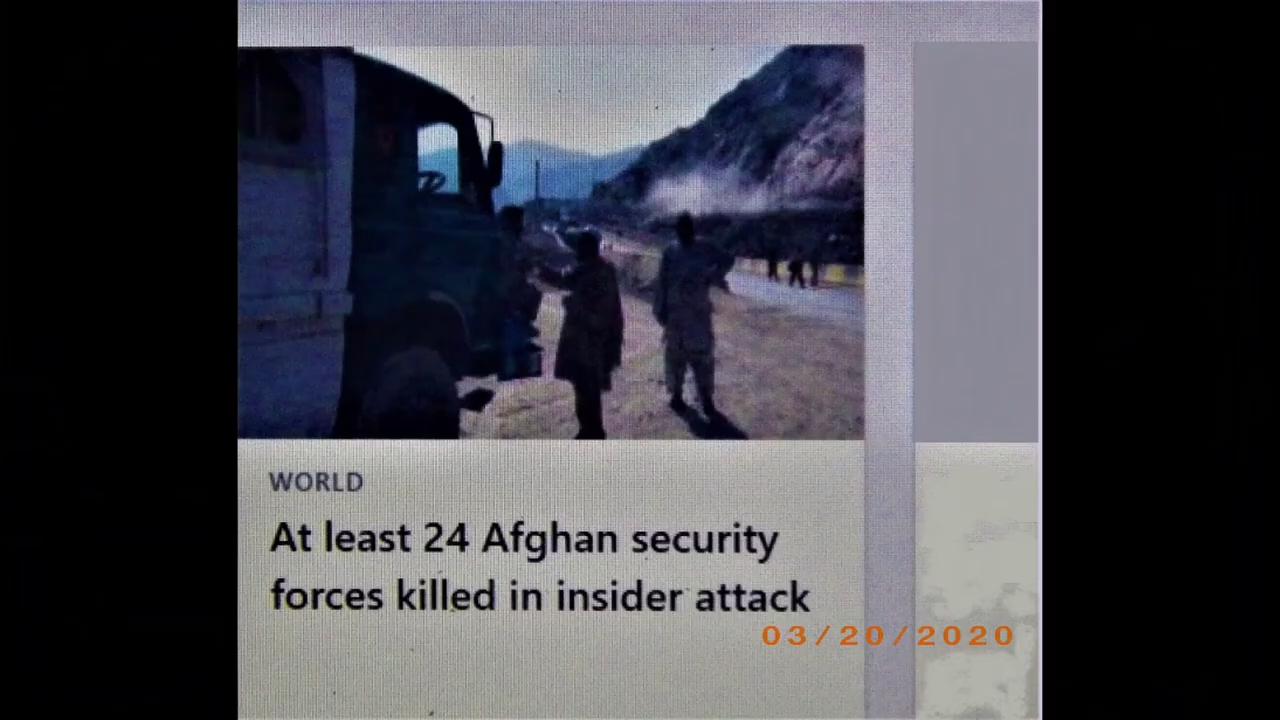 WORLD
At least 24 Afghan security
forces killed in insider attack
03/20/2020